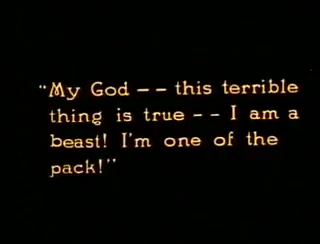 "My God -- this terrible
thing is true -- I am a
beast! I'm one of the
pack!"